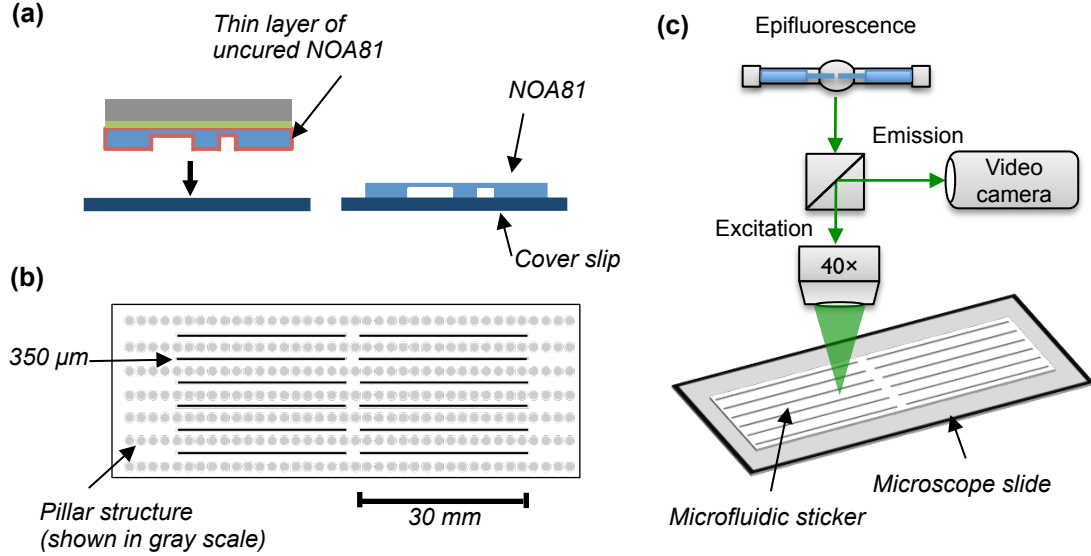 (a)
Thin layer of
uncured NOA81
NOA81
Cover slip
(b)
350 µm
Pillar structure
(shown in gray scale)
30 mm
(c)
Epifluorescence
Emission
Video
camera
Excitation
40×
Microscope slide
Microfluidic sticker